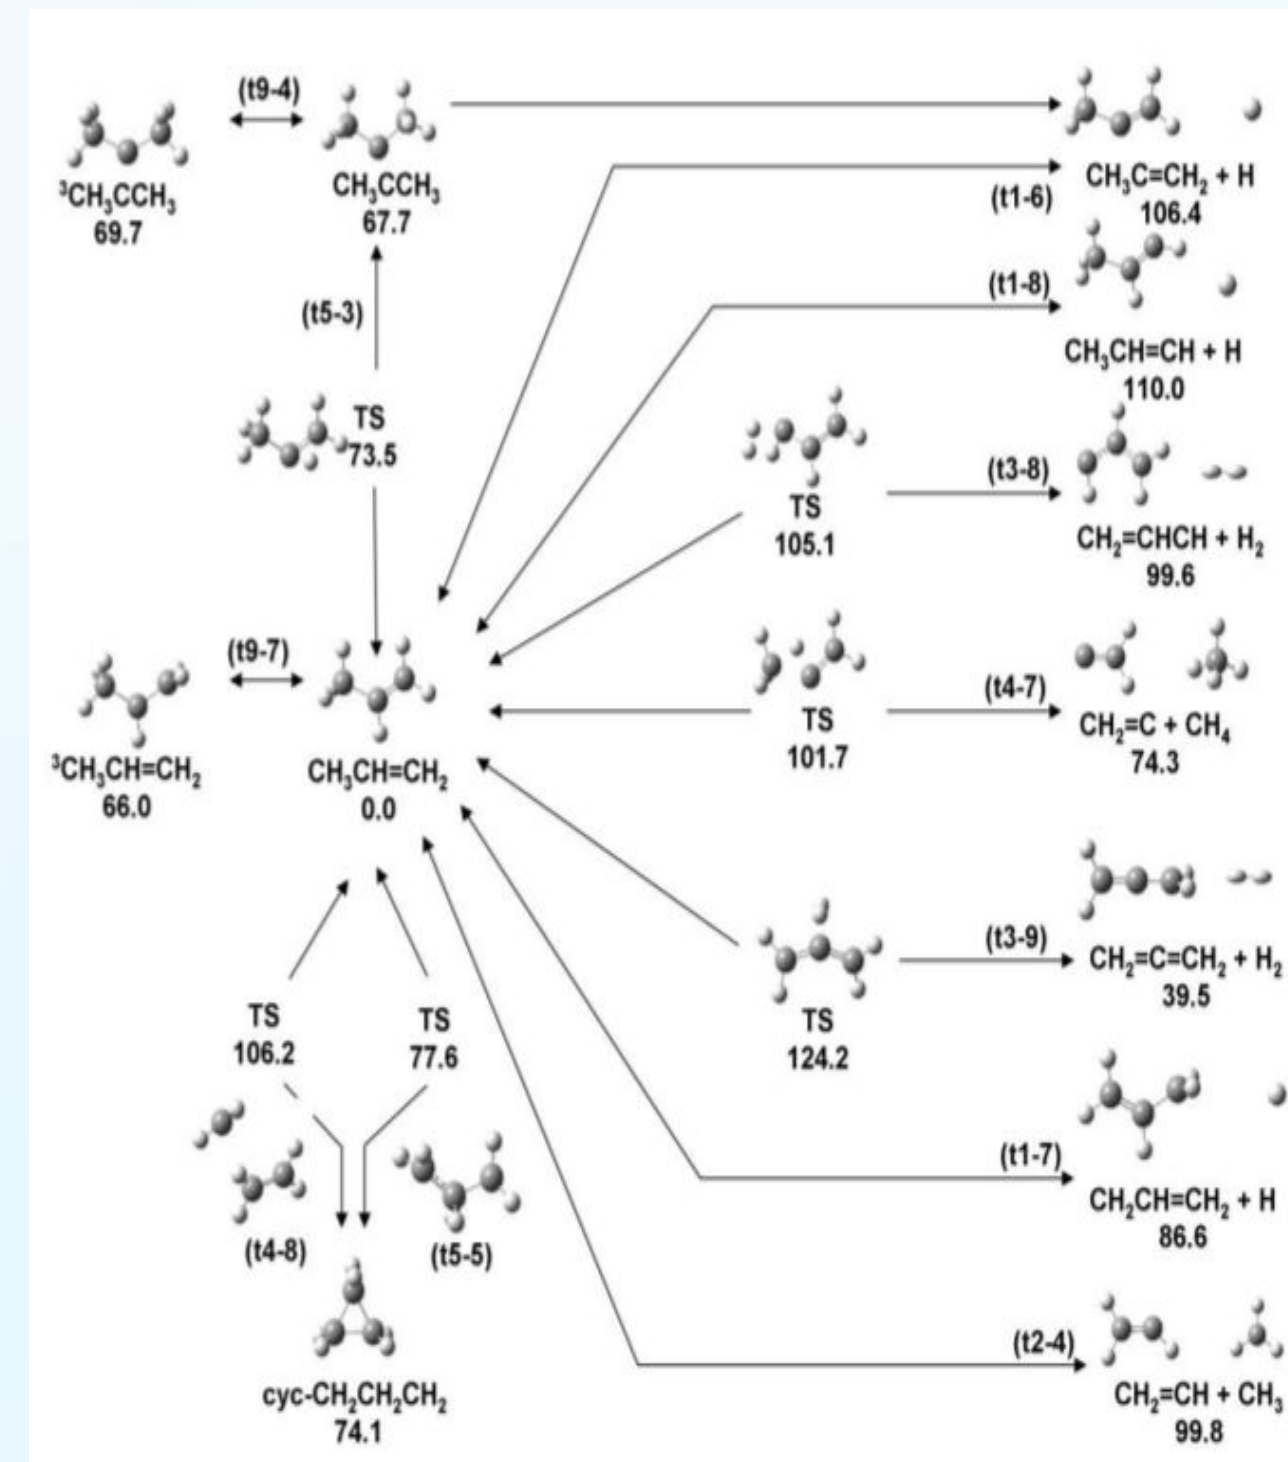 (t9-4)
³CH₃CCH₃
69.7
CH₃CCH₃
67.7
CH₃C=CH₂ + H
106.4
(t1-6)
(t5-3)
(t1-8)
CH₃CH=CH + H
110.0
TS
73.5
TS
105.1
(t3-8)
CH₂=CHCH + H₂
99.6
(t9-7)
³CH₃CH=CH₂
66.0
CH₃CH=CH₂
0.0
TS
101.7
(t4-7)
CH₂=C + CH₄
74.3
TS
124.2
(t3-9)
CH₂=C=CH₂ + H₂
39.5
TS
106.2
TS
77.6
(t4-8)
(t5-5)
(t1-7)
CH₂CH=CH₂ + H
86.6
cyc-CH₂CH₂CH₂
74.1
(t2-4)
CH₂=CH + CH₃
99.8